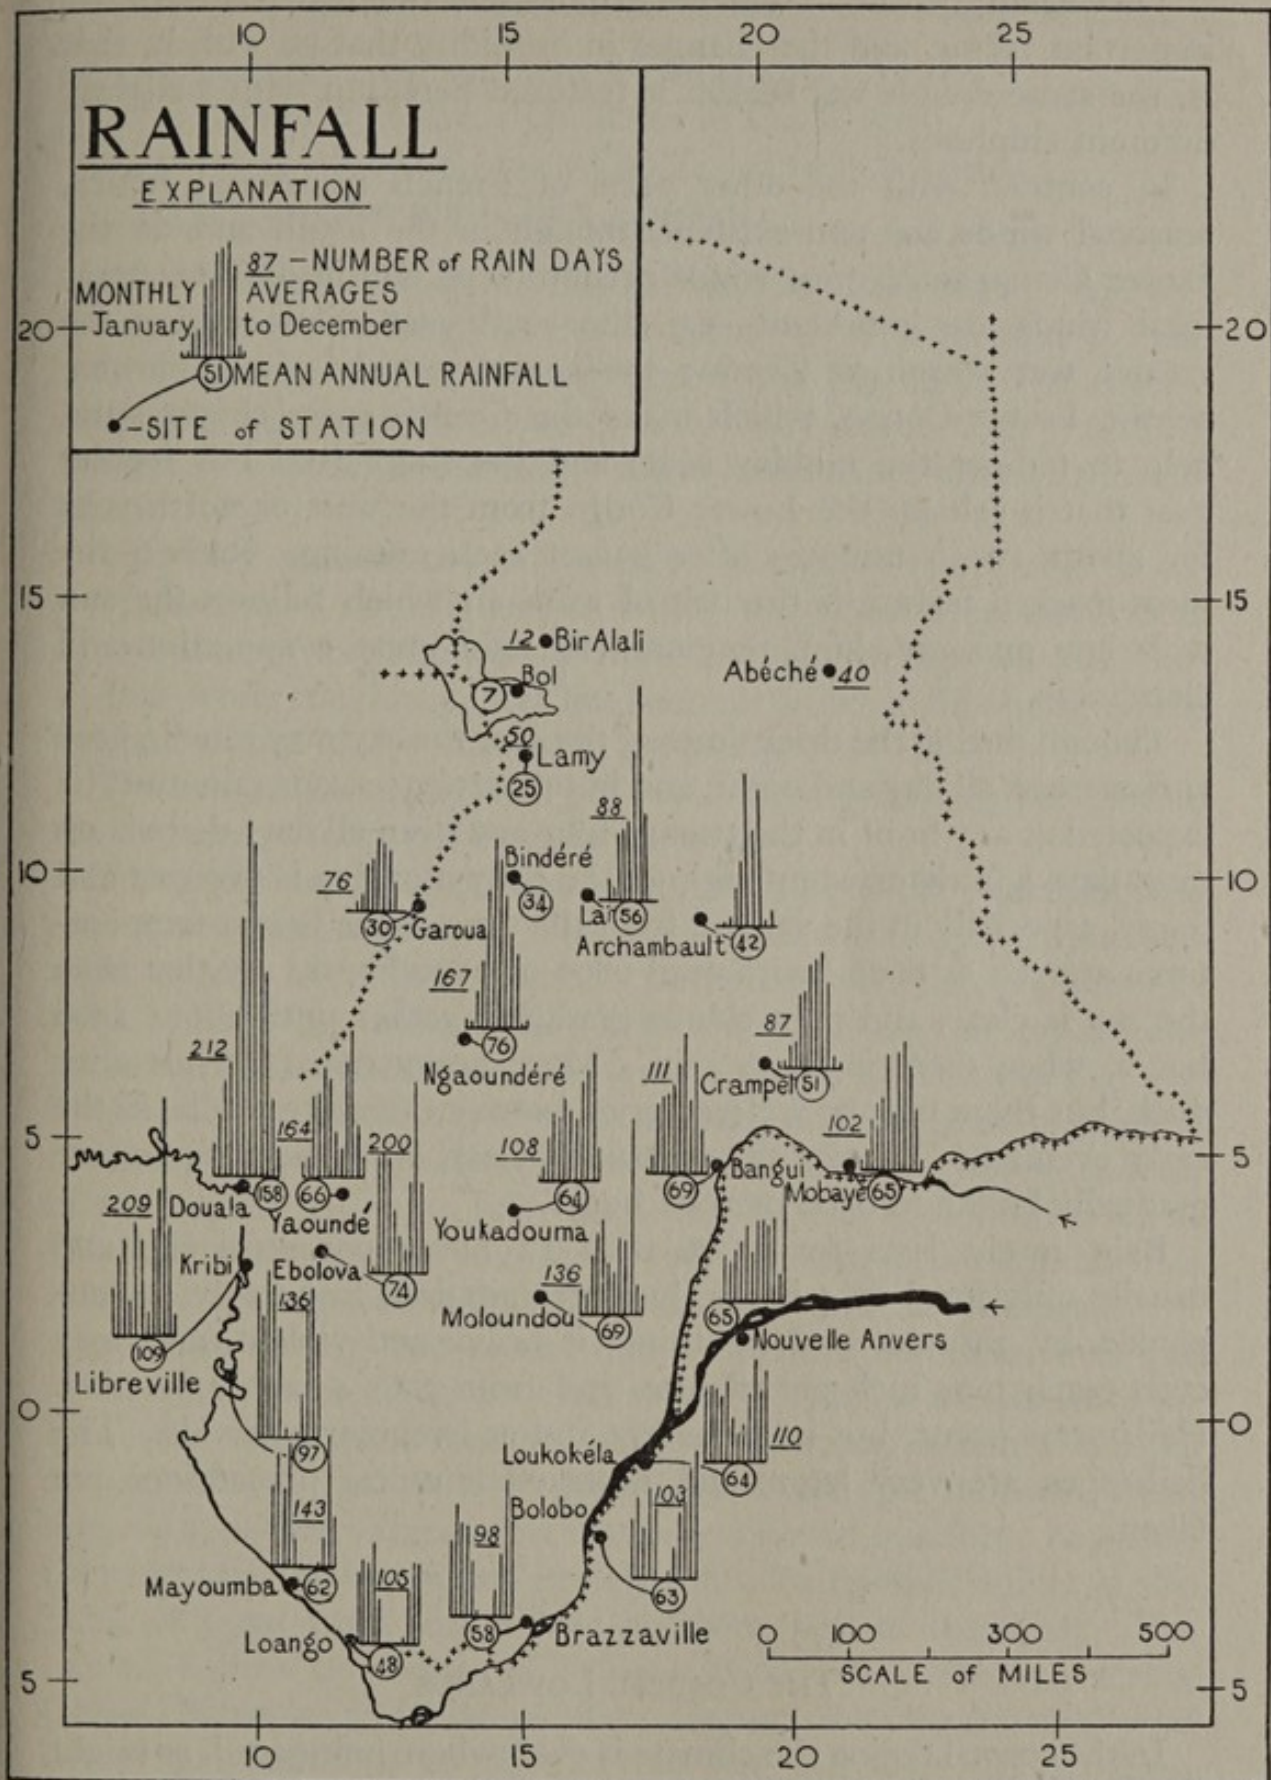 10 15 20 25
RAINFALL
EXPLANATION
87 - NUMBER of RAIN DAYS
MONTHLY AVERAGES
January to December
51 MEAN ANNUAL RAINFALL
-SITE of STATION
20 20
15 15
12 Bir Alali
Bol
7
Abéché 40
50
Lamy
25
88
10 10
Bindéré
34
76
30 Garoua
Lai 56
Archambault 42
167
76
Ngaoundéré
87
Crampel 51
212
111
102
164
200
108
5 5
Bangui
69
Mobaye 65
Douala 158
66
Yaoundé
64
Youkadouma
209
Kribi
Ebolova
74
136
136
Moloundou
69
65
Nouvelle Anvers
109
Libreville
0 0
97
Loukokéla
110
64
Bolobo
103
143
98
Mayoumba 62
105
63
58
Brazzaville
Loango
48
0 100 300 500
SCALE of MILES
5 5
10 15 20 25